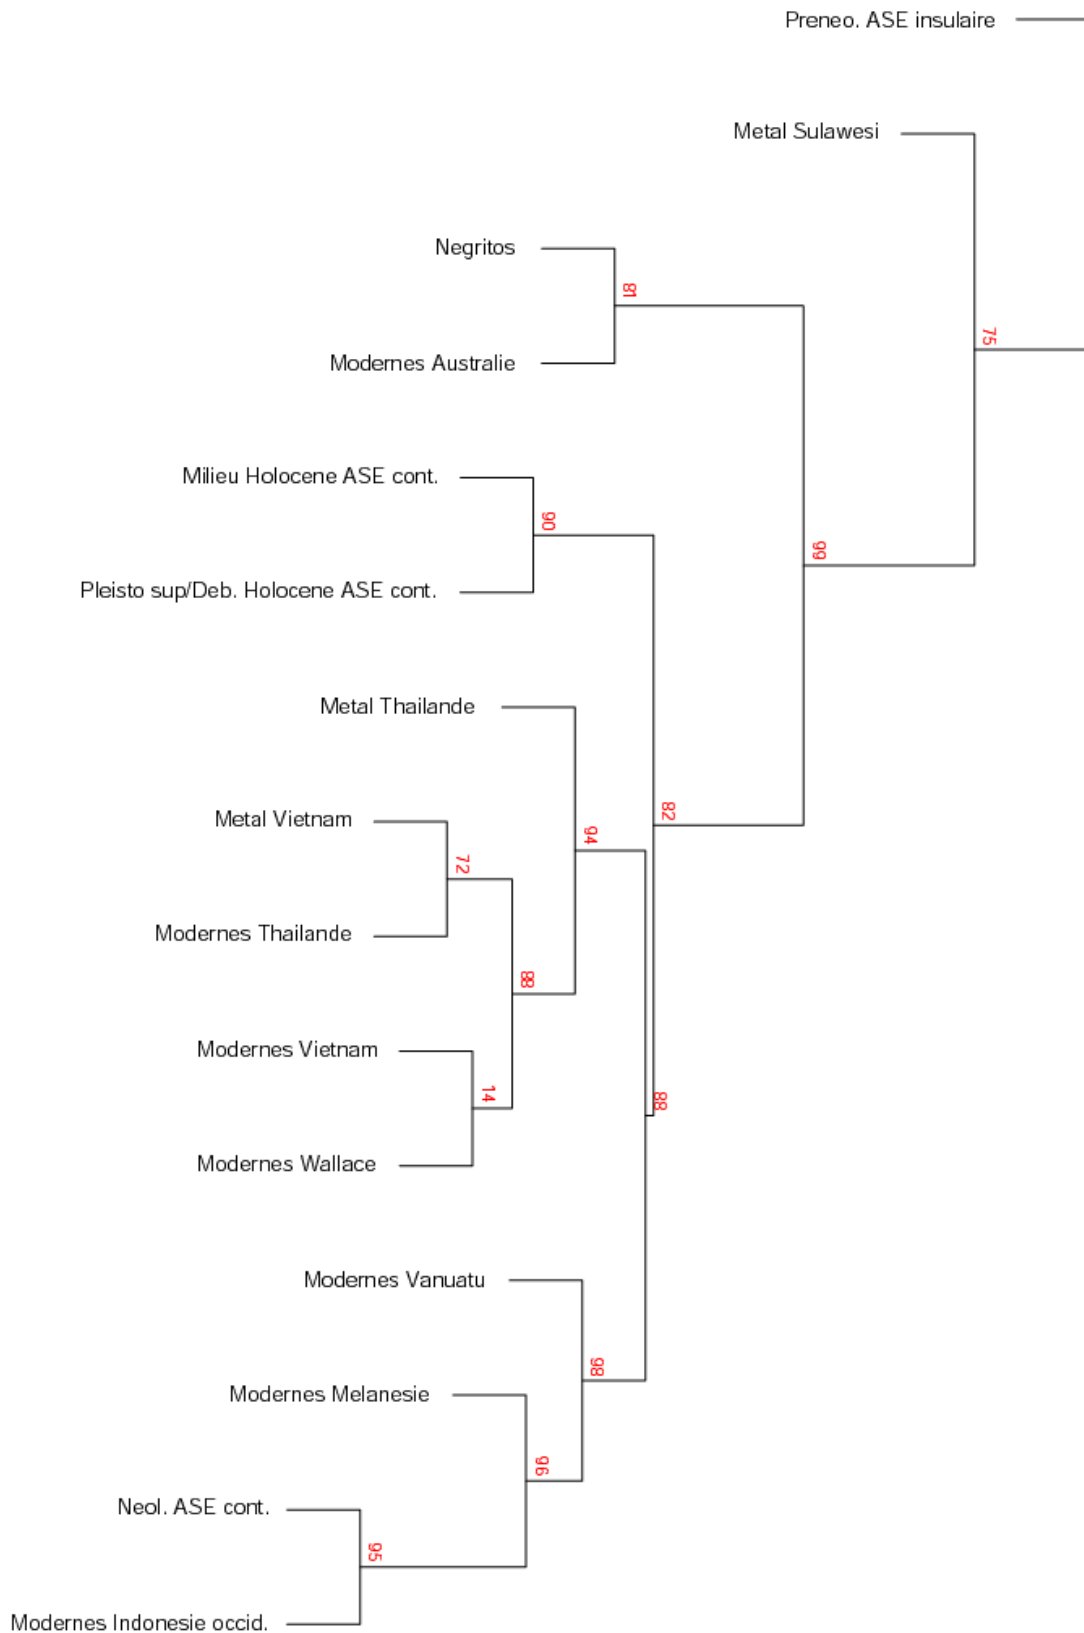 Preneo. ASE insulaire
Metal Sulawesi
Negritos
81
75
Modernes Australie
Milieu Holocene ASE cont.
90
99
Pleisto sup/Deb. Holocene ASE cont.
Metal Thailande
Metal Vietnam
82
94
72
Modernes Thailande
88
Modernes Vietnam
14
88
Modernes Wallace
Modernes Vanuatu
98
Modernes Melanesie
96
Neol. ASE cont.
95
Modernes Indonesie occid.